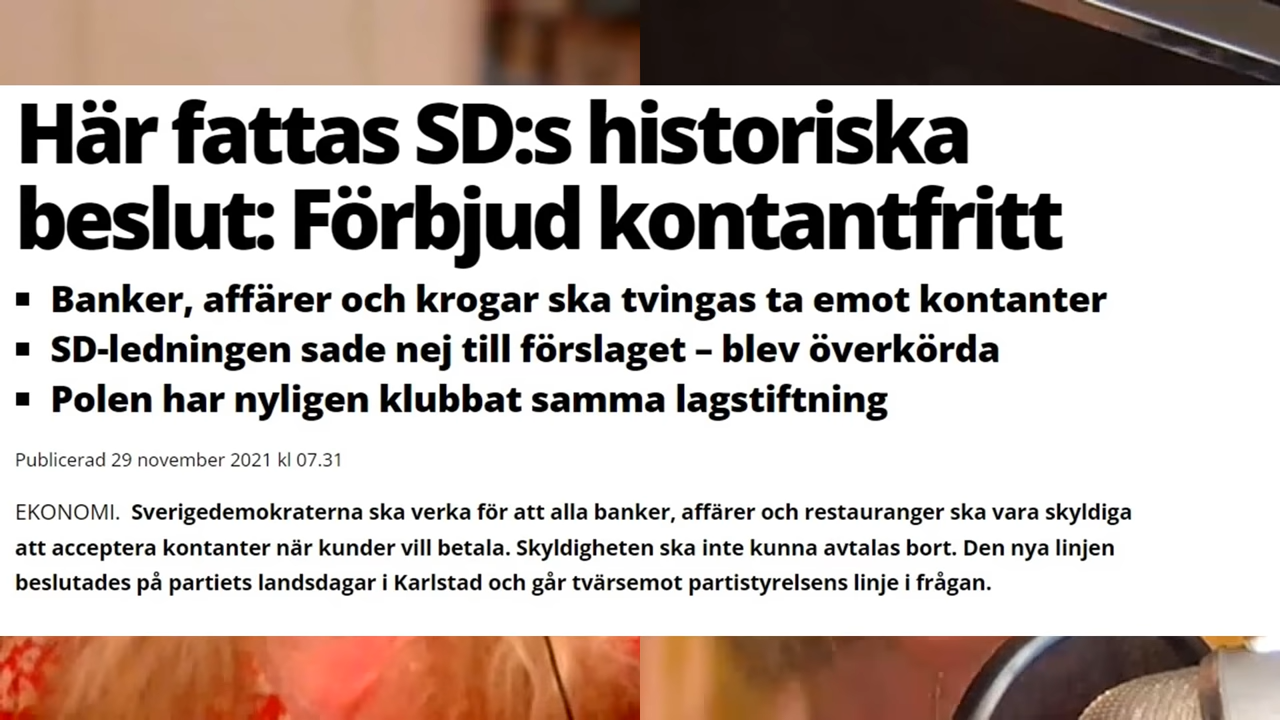 Här fattas SD:s historiska
beslut: Förbjud kontantfritt
▪ Banker, affärer och krogar ska tvingas ta emot kontanter
▪ SD-ledningen sade nej till förslaget – blev överkörda
▪ Polen har nyligen klubbat samma lagstiftning
Publicerad 29 november 2021 kl 07.31
EKONOMI. Sverigedemokraterna ska verka för att alla banker, affärer och restauranger ska vara skyldiga
att acceptera kontanter när kunder vill betala. Skyldigheten ska inte kunna avtalas bort. Den nya linjen
beslutades på partiets landsdagar i Karlstad och går tvärsemot partistyrelsens linje i frågan.